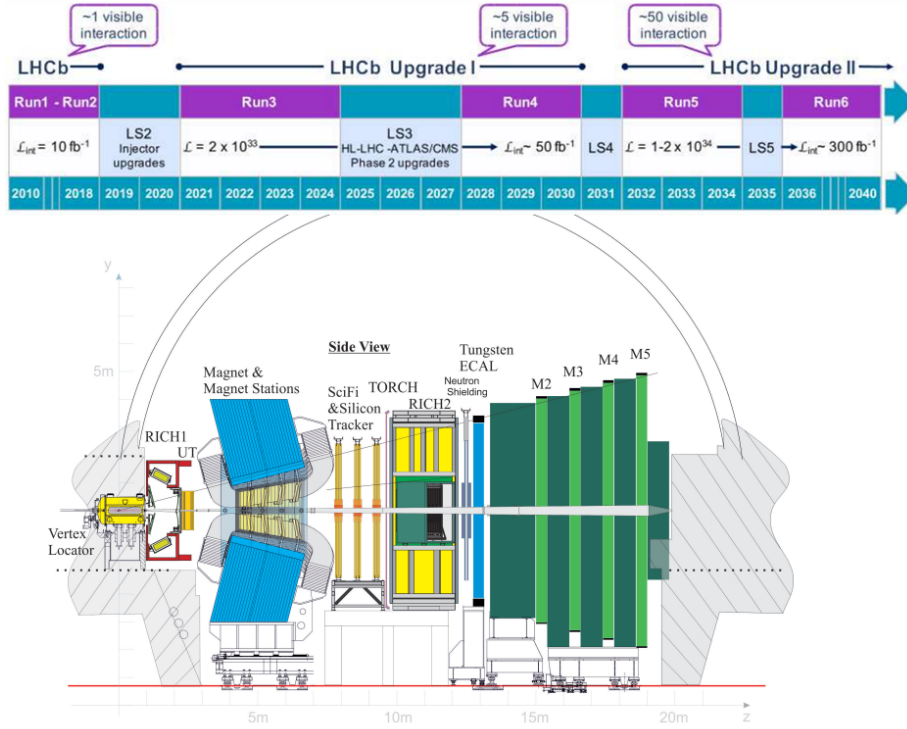 ~1 visible
interaction
~5 visible
interaction
~50 visible
interaction
LHCb
LHCb Upgrade I
LHCb Upgrade II
Run1 - Run2
Run3
Run4
Run5
Run6
ℒint = 10 fb⁻¹
LS2
Injector
upgrades
ℒ = 2 x 10³³
LS3
HL-LHC -ATLAS/CMS
Phase 2 upgrades
ℒint~ 50 fb⁻¹
LS4
ℒ = 1-2 x 10³⁴
LS5
ℒint~ 300 fb⁻¹
2010 2018 2019 2020 2021 2022 2023 2024 2025 2026 2027 2028 2029 2030 2031 2032 2033 2034 2035 2036 2040
y
5m
Side View
Magnet &
Magnet Stations
RICH1
UT
SciFi
&Silicon
Tracker
TORCH
RICH2
Tungsten
ECAL
Neutron
Shielding
M2
M3
M4
M5
Vertex
Locator
5m
10m
15m
20m
z